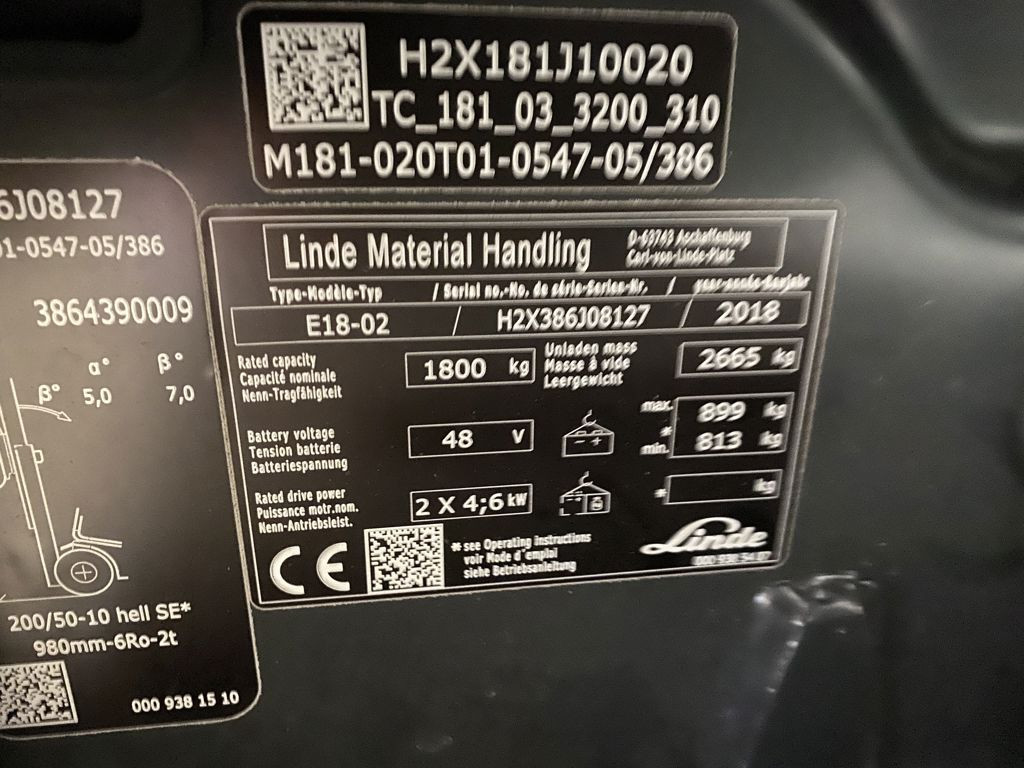 H2X181J10020
TC_181_03_3200_310
M181-020T01-0547-05/386
6J08127
01-0547-05/386
3864390009
α° β°
β° 5,0 7,0
200/50-10 hell SE*
980mm-6Ro-2t
000 938 15 10
Linde Material Handling
D-63743 Aschaffenburg
Carl-von-Linde-Platz
Type-Modèle-Typ / Serial no.-No. de série-Serien-Nr. / year-année-Baujahr
E18-02 / H2X386J08127 / 2018
Rated capacity
Capacité nominale
Nenn-Tragfähigkeit
1800 kg
Unladen mass
Masse à vide
Leergewicht
2665 kg
Battery voltage
Tension batterie
Batteriespannung
48 V
- +
max. 899 kg
*
min. 813 kg
Rated drive power
Puissance motr.nom.
Nenn-Antriebsleist.
2 X 4;6 kW
* kg
CE
* see Operating instructions
voir Mode d'emploi
siehe Betriebsanleitung
Linde